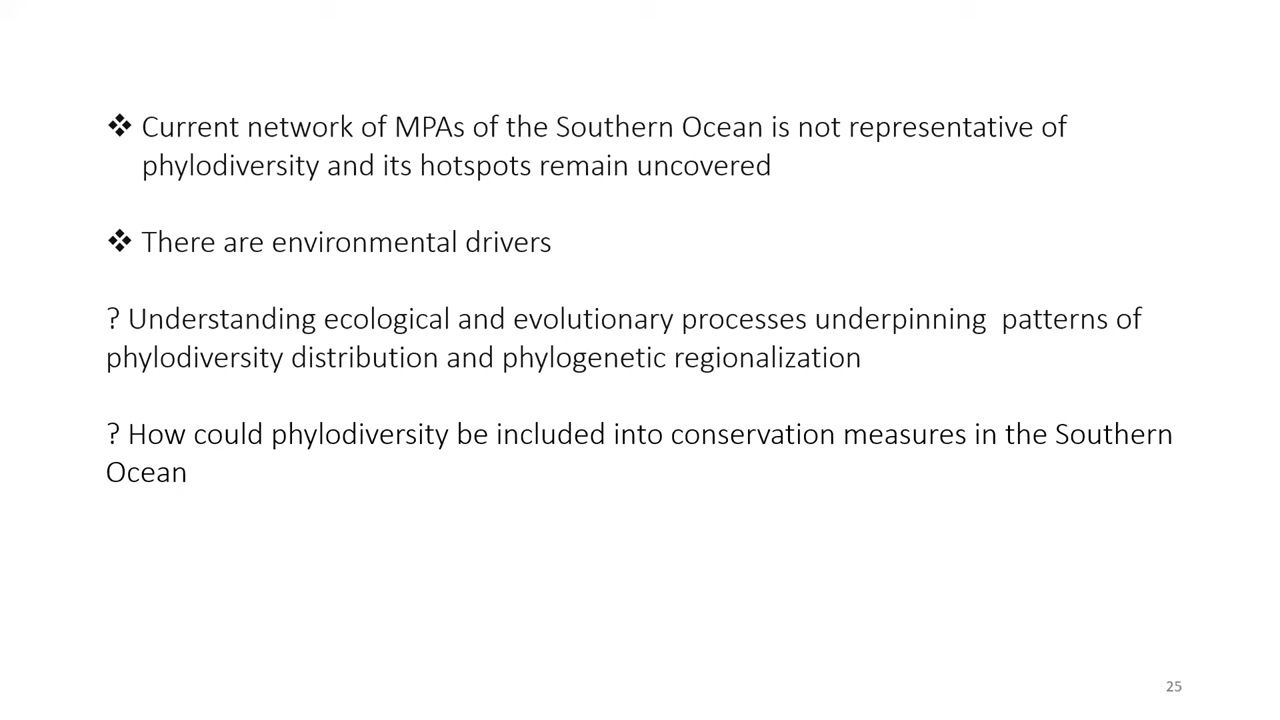 ❖ Current network of MPAs of the Southern Ocean is not representative of
phylodiversity and its hotspots remain uncovered
❖ There are environmental drivers
? Understanding ecological and evolutionary processes underpinning  patterns of
phylodiversity distribution and phylogenetic regionalization
? How could phylodiversity be included into conservation measures in the Southern
Ocean
25